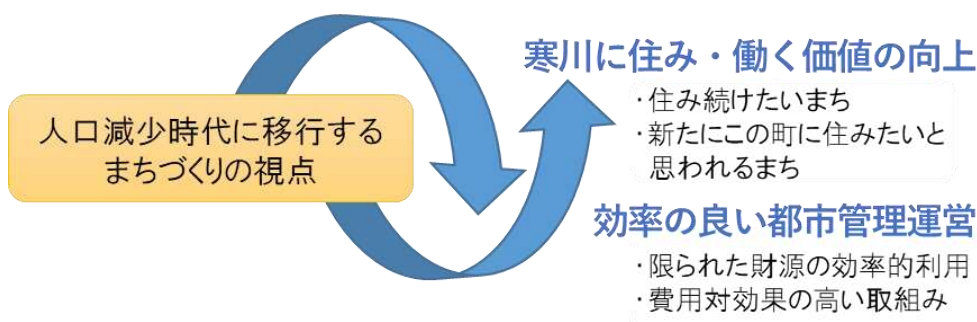 人口減少時代に移行する
まちづくりの視点
寒川に住み・働く価値の向上
・住み続けたいまち
・新たにこの町に住みたいと
思われるまち
効率の良い都市管理運営
・限られた財源の効率的利用
・費用対効果の高い取組み